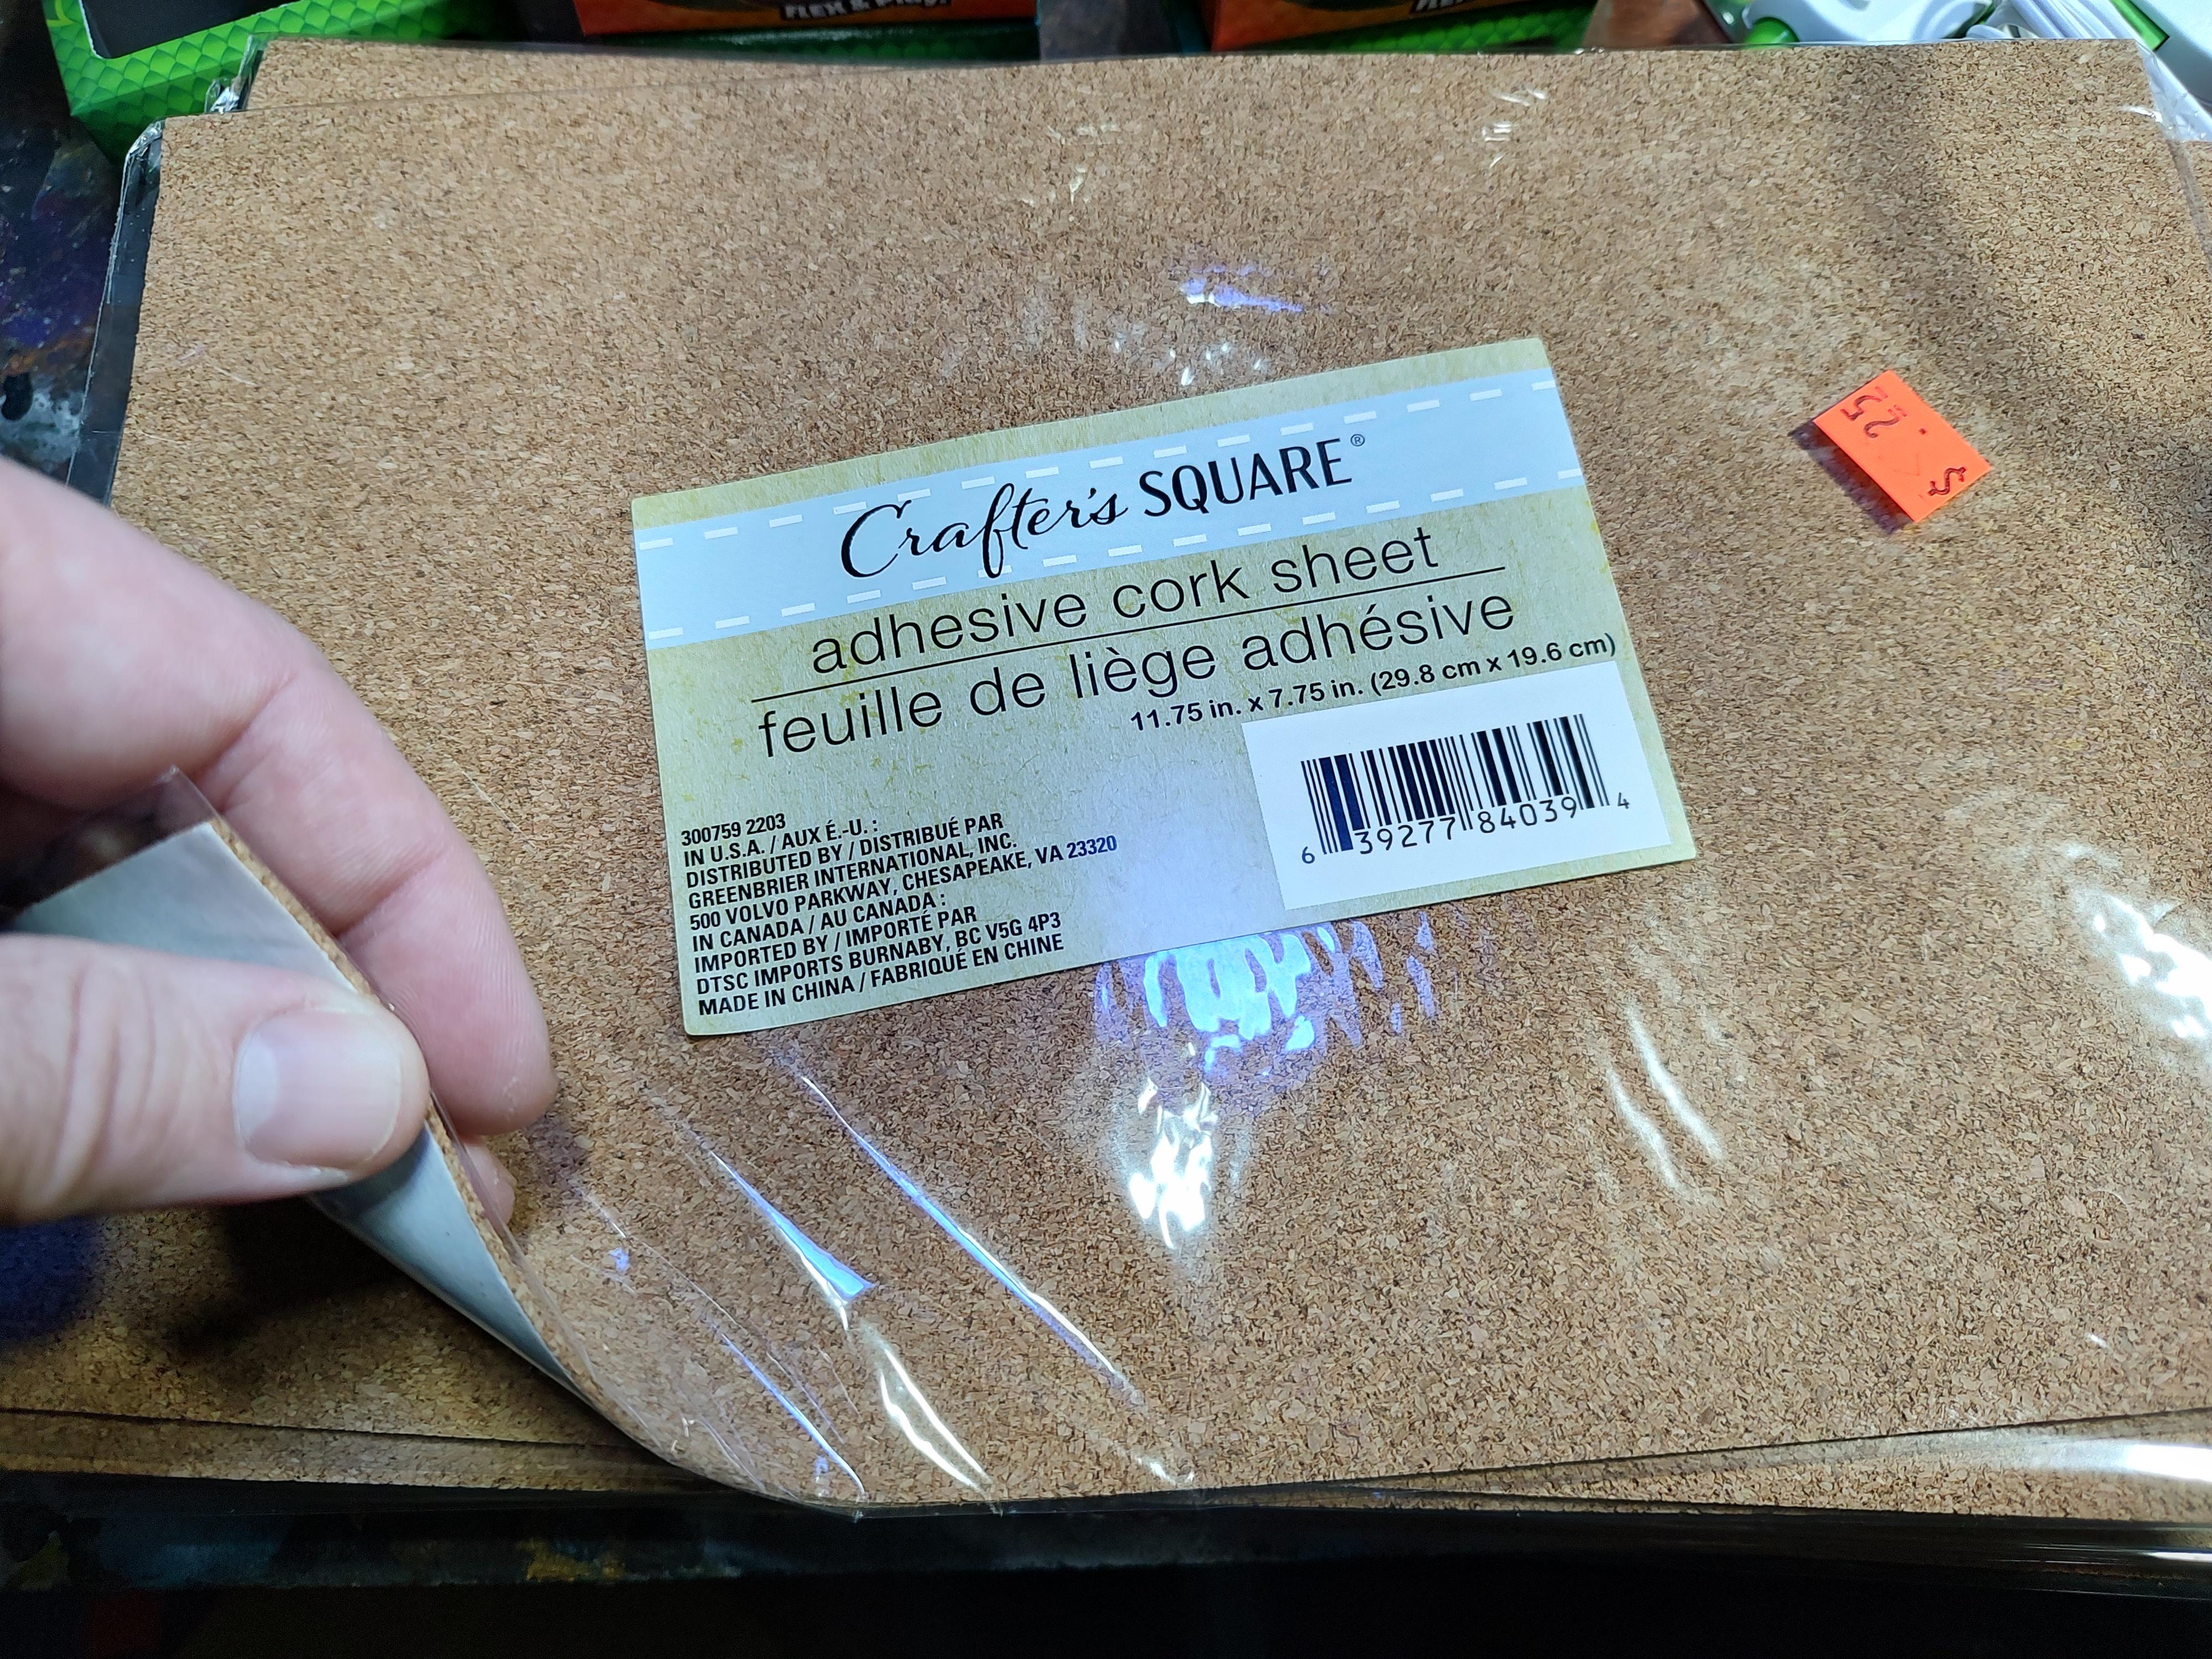 FLEX & Play!
Crafter's SQUARE®
adhesive cork sheet
feuille de liège adhésive
11.75 in. x 7.75 in. (29.8 cm x 19.6 cm)
$ .25
300759 2203
IN U.S.A. / AUX É.-U. :
DISTRIBUTED BY / DISTRIBUÉ PAR
GREENBRIER INTERNATIONAL, INC.
500 VOLVO PARKWAY, CHESAPEAKE, VA 23320
IN CANADA / AU CANADA :
IMPORTED BY / IMPORTÉ PAR
DTSC IMPORTS BURNABY, BC V5G 4P3
MADE IN CHINA / FABRIQUÉ EN CHINE
6 39277 84039 4